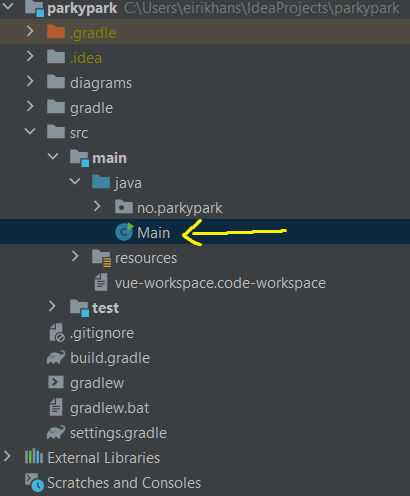 parkypark C:\Users\eirikhans\IdeaProjects\parkypark
.gradle
.idea
diagrams
gradle
src
main
java
no.parkypark
Main
resources
vue-workspace.code-workspace
test
.gitignore
build.gradle
gradlew
gradlew.bat
settings.gradle
External Libraries
Scratches and Consoles